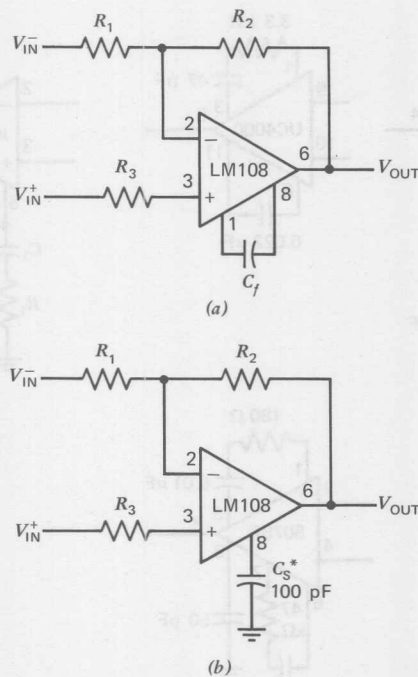 R₁ R₂
V⁻IN
2
−
LM108
6
VOUT
3
8
V⁺IN
R₃
+
1
Cf
(a)
R₁ R₂
V⁻IN
2
−
6
LM108
VOUT
3
V⁺IN
R₃
+
8
CS*
100 pF
(b)